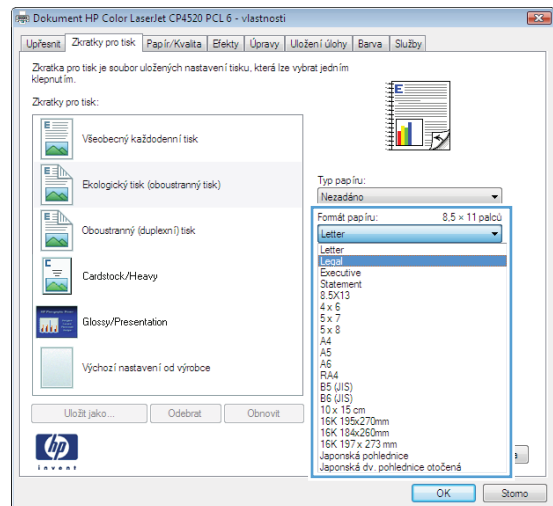 Dokument HP Color LaserJet CP4520 PCL 6 - vlastnosti
Upřesnit Zkratky pro tisk Papír/Kvalita Efekty Úpravy Uložení úlohy Barva Služby
Zkratka pro tisk je soubor uložených nastavení tisku, která lze vybrat jedním
klepnutím.
Zkratky pro tisk:
Všeobecný každodenní tisk
Ekologický tisk (oboustranný tisk)
Oboustranný (duplexní) tisk
Cardstock/Heavy
Glossy/Presentation
Výchozí nastavení od výrobce
Uložit jako... Odebrat Obnovit
Typ papíru:
Nezadáno
Formát papíru: 8,5 × 11 palců
Letter
Letter
Legal
Executive
Statement
8.5X13
4 x 6
5 x 7
5 x 8
A4
A5
A6
RA4
B5 (JIS)
B6 (JIS)
10 x 15 cm
16K 195x270mm
16K 184x260mm
16K 197 x 273 mm
Japonská pohlednice
Japonská dv. pohlednice otočená
hp
invent
OK Storno